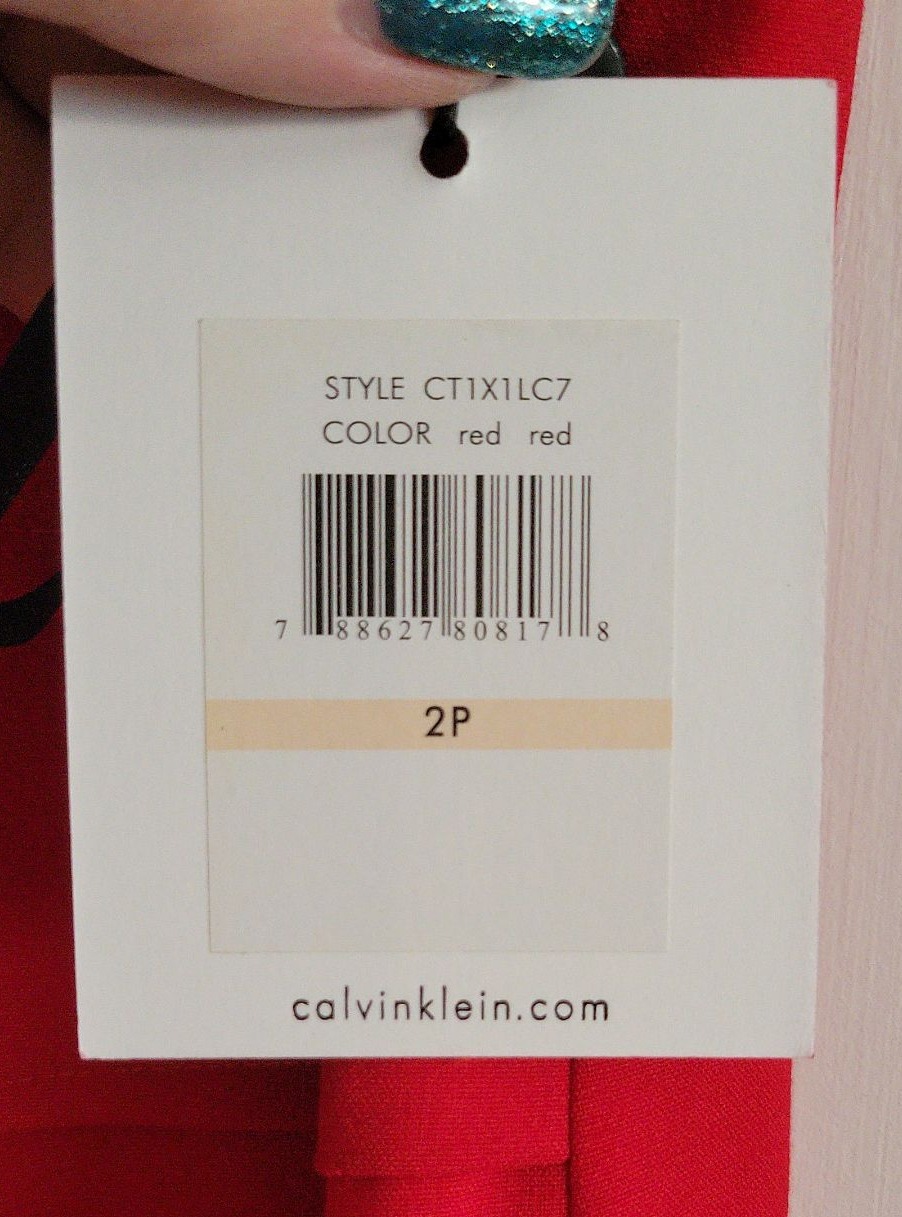 STYLE CT1X1LC7
COLOR red red
7 88627 80817 8
2P
calvinklein.com